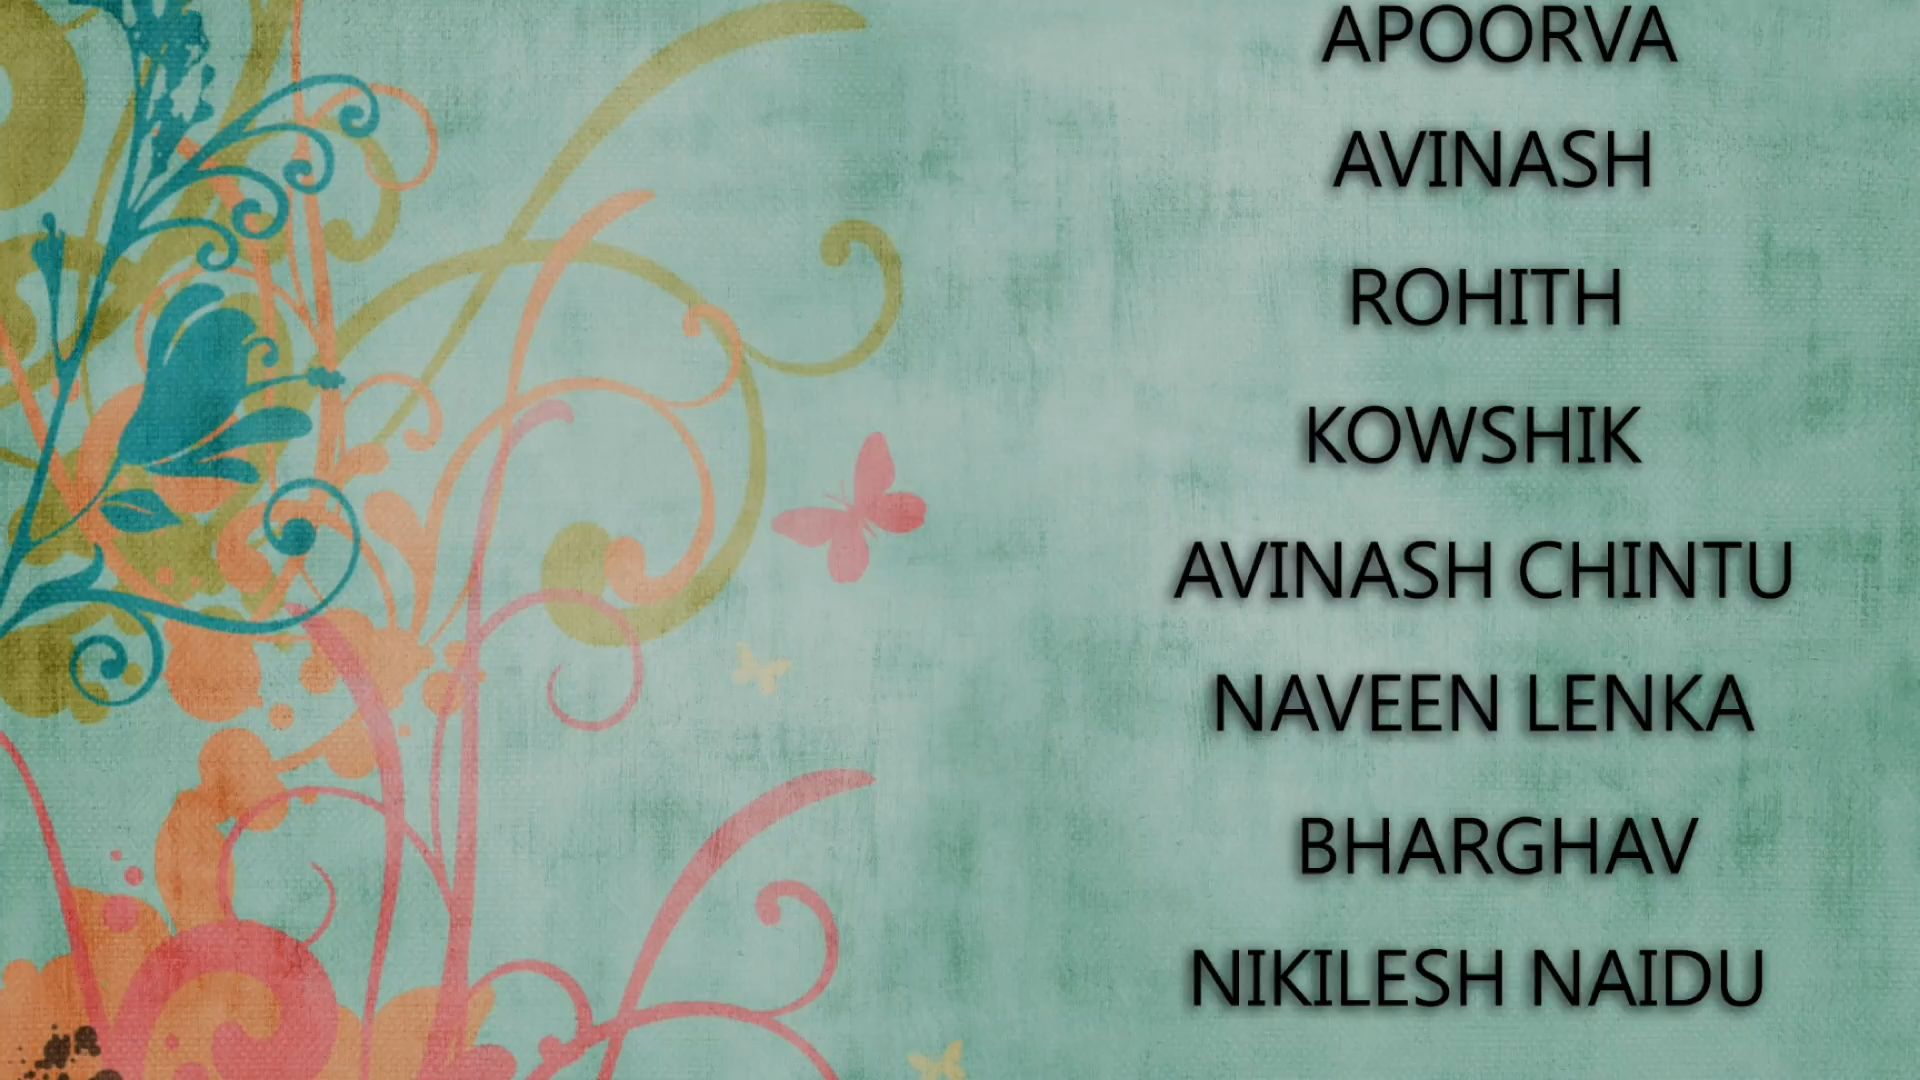 APOORVA
AVINASH
ROHITH
KOWSHIK
AVINASH CHINTU
NAVEEN LENKA
BHARGHAV
NIKILESH NAIDU